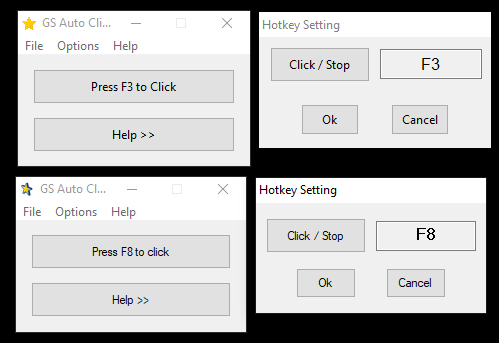 GS Auto Cli...
File Options Help
Press F3 to Click
Help >>
Hotkey Setting
Click / Stop F3
Ok Cancel
GS Auto Cl...
File Options Help
Press F8 to click
Help >>
Hotkey Setting
Click / Stop F8
Ok Cancel